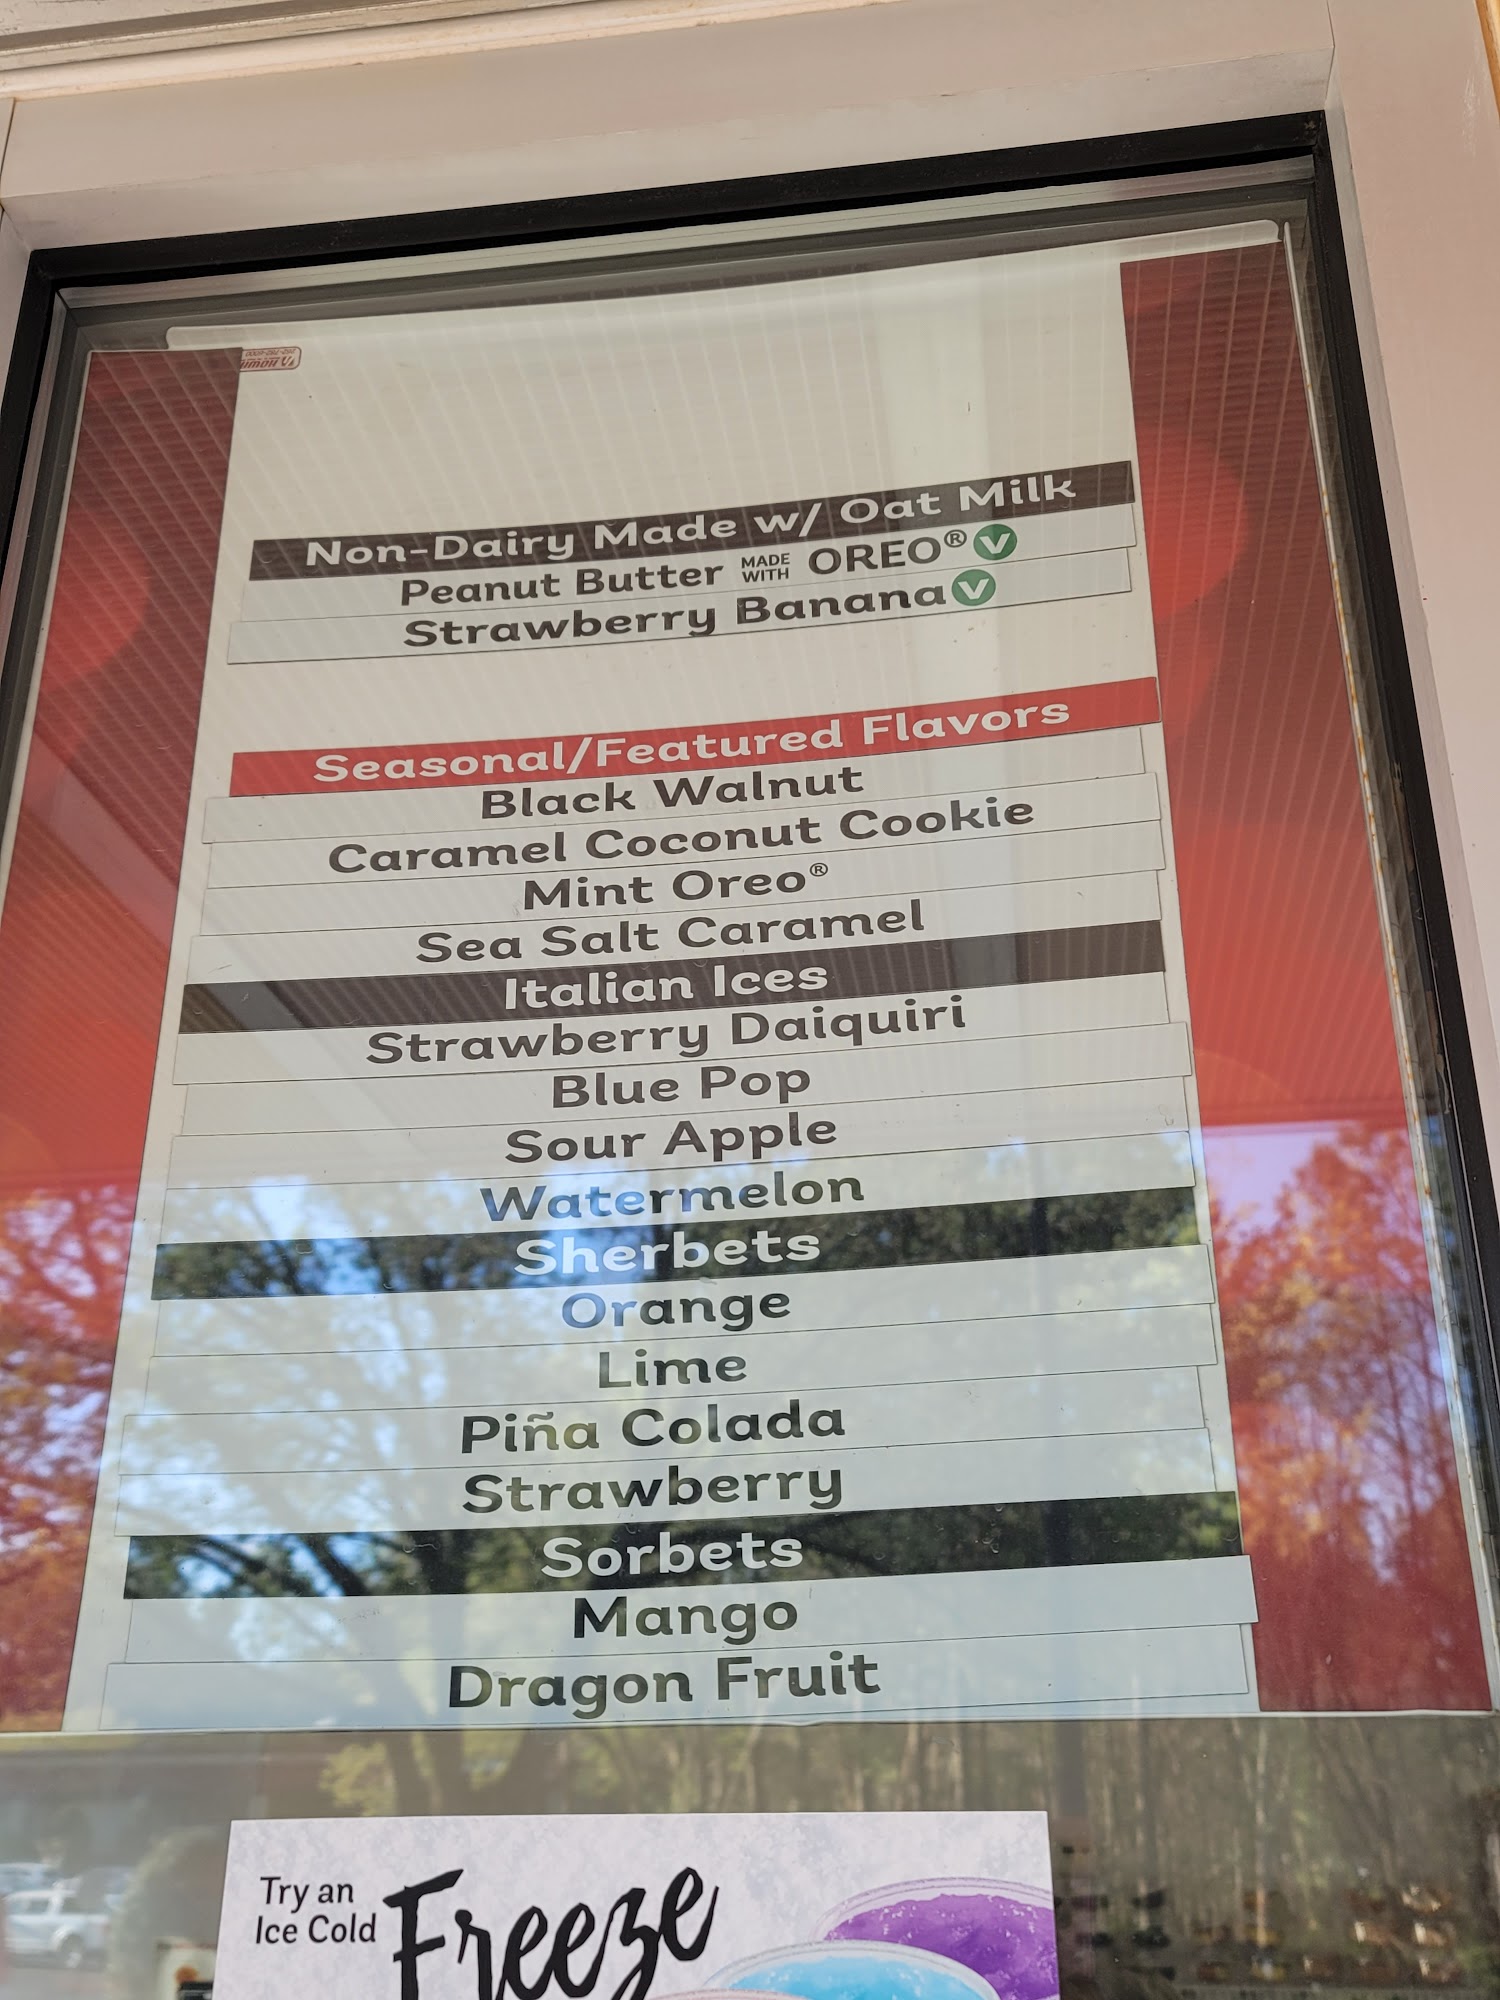 Non-Dairy Made w/ Oat Milk
Peanut Butter MADE WITH OREO® V
Strawberry Banana V
Seasonal/Featured Flavors
Black Walnut
Caramel Coconut Cookie
Mint Oreo®
Sea Salt Caramel
Italian Ices
Strawberry Daiquiri
Blue Pop
Sour Apple
Watermelon
Sherbets
Orange
Lime
Piña Colada
Strawberry
Sorbets
Mango
Dragon Fruit
Try an
Ice Cold
Freeze